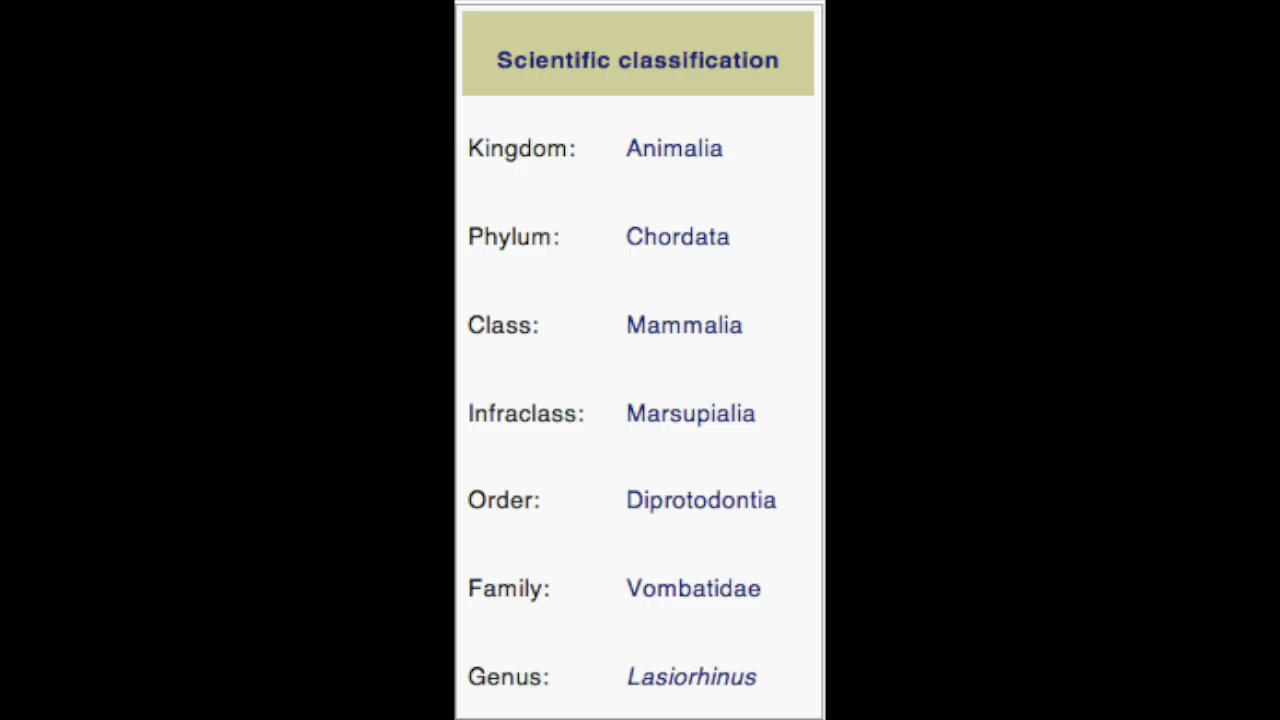 Scientific classification
Kingdom: Animalia
Phylum: Chordata
Class: Mammalia
Infraclass: Marsupialia
Order: Diprotodontia
Family: Vombatidae
Genus: Lasiorhinus